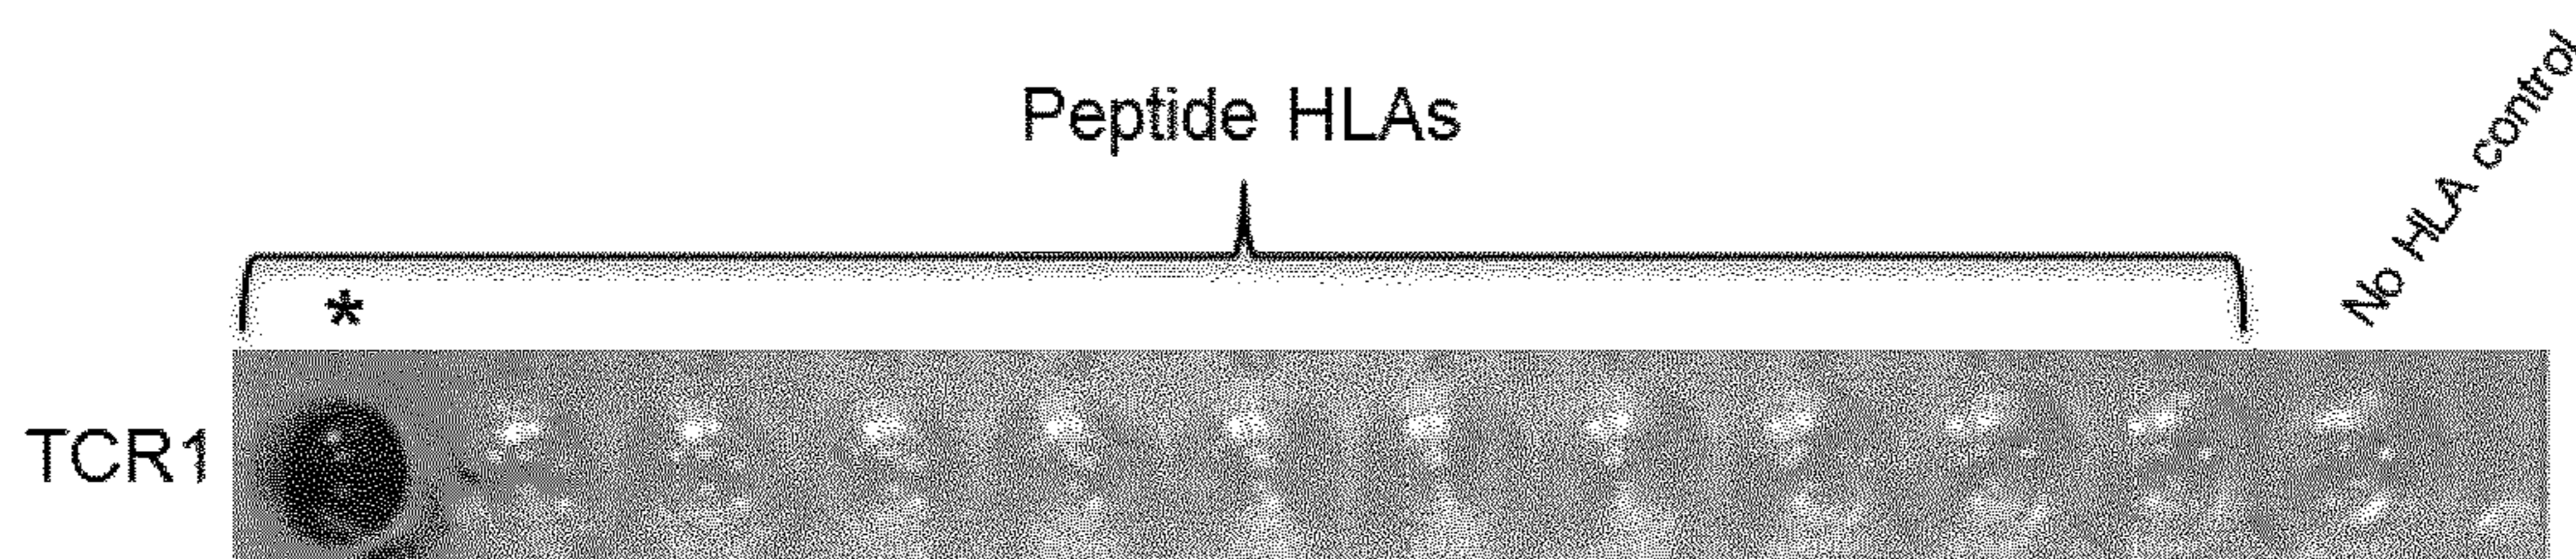 Peptide HLAs
No HLA control
*
TCR1